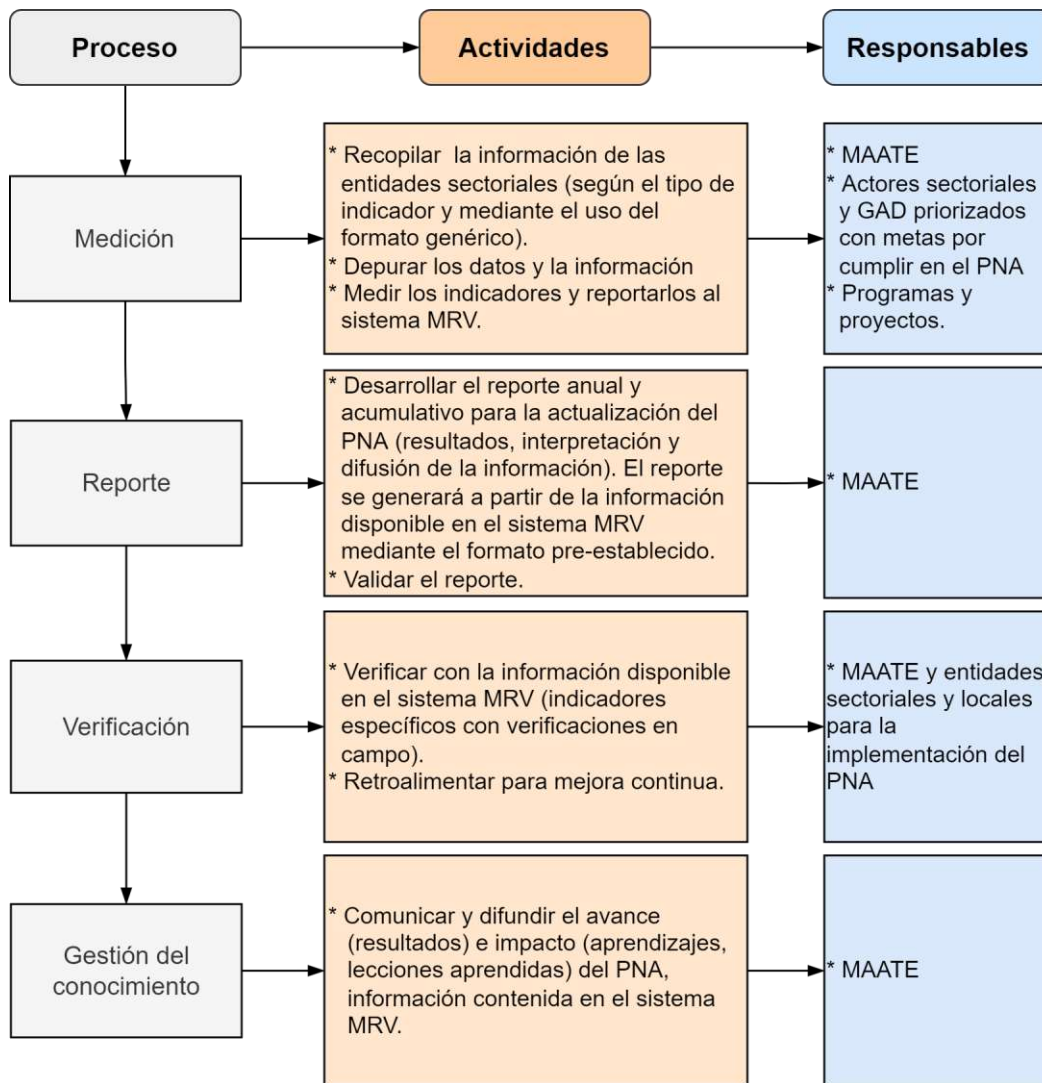 Proceso
Actividades
Responsables
Medición
* Recopilar  la información de las
entidades sectoriales (según el tipo de
indicador y mediante el uso del
formato genérico).
* Depurar los datos y la información
* Medir los indicadores y reportarlos al
sistema MRV.
* MAATE
* Actores sectoriales
y GAD priorizados
con metas por
cumplir en el PNA
* Programas y
proyectos.
Reporte
* Desarrollar el reporte anual y
acumulativo para la actualización del
PNA (resultados, interpretación y
difusión de la información). El reporte
se generará a partir de la información
disponible en el sistema MRV
mediante el formato pre-establecido.
* Validar el reporte.
* MAATE
Verificación
* Verificar con la información disponible
en el sistema MRV (indicadores
específicos con verificaciones en
campo).
* Retroalimentar para mejora continua.
* MAATE y entidades
sectoriales y locales
para la
implementación del
PNA
Gestión del
conocimiento
* Comunicar y difundir el avance
(resultados) e impacto (aprendizajes,
lecciones aprendidas) del PNA,
información contenida en el sistema
MRV.
* MAATE